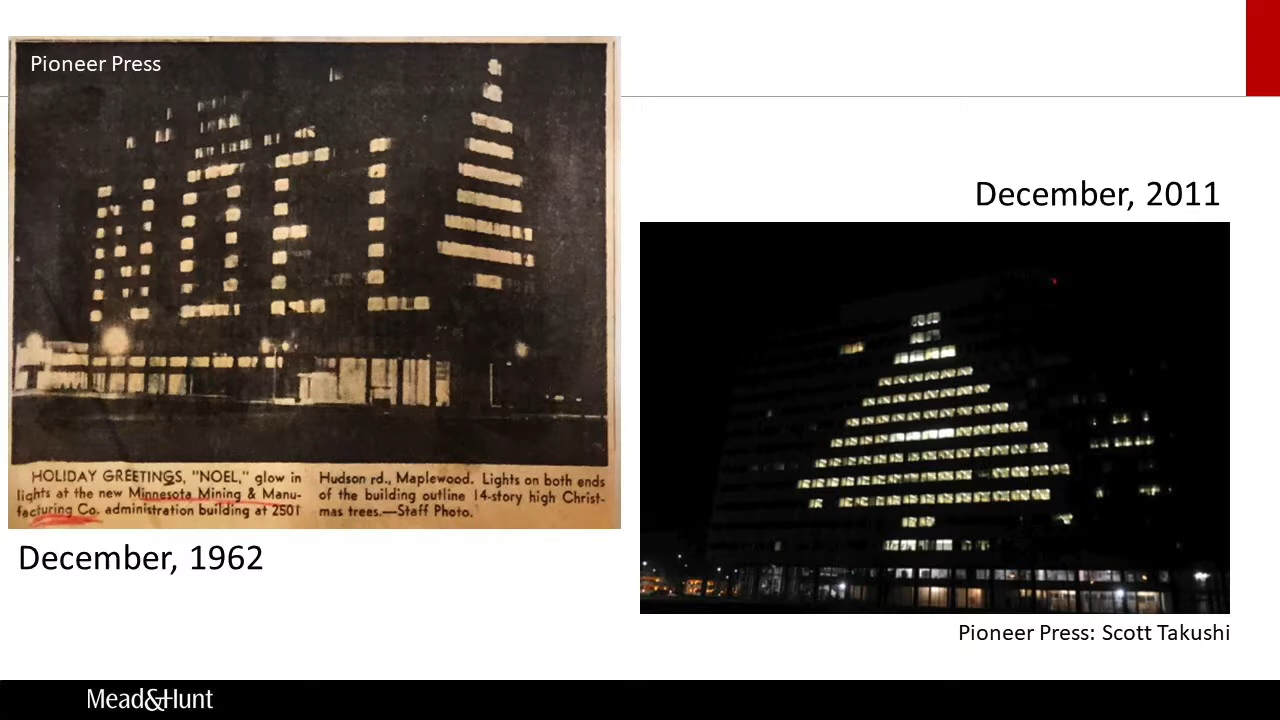 Pioneer Press
HOLIDAY GREETINGS, "NOEL," glow in
lights at the new Minnesota Mining & Manu-
facturing Co. administration building at 2501
Hudson rd., Maplewood. Lights on both ends
of the building outline 14-story high Christ-
mas trees.—Staff Photo.
December, 1962
December, 2011
Pioneer Press: Scott Takushi
Mead&Hunt